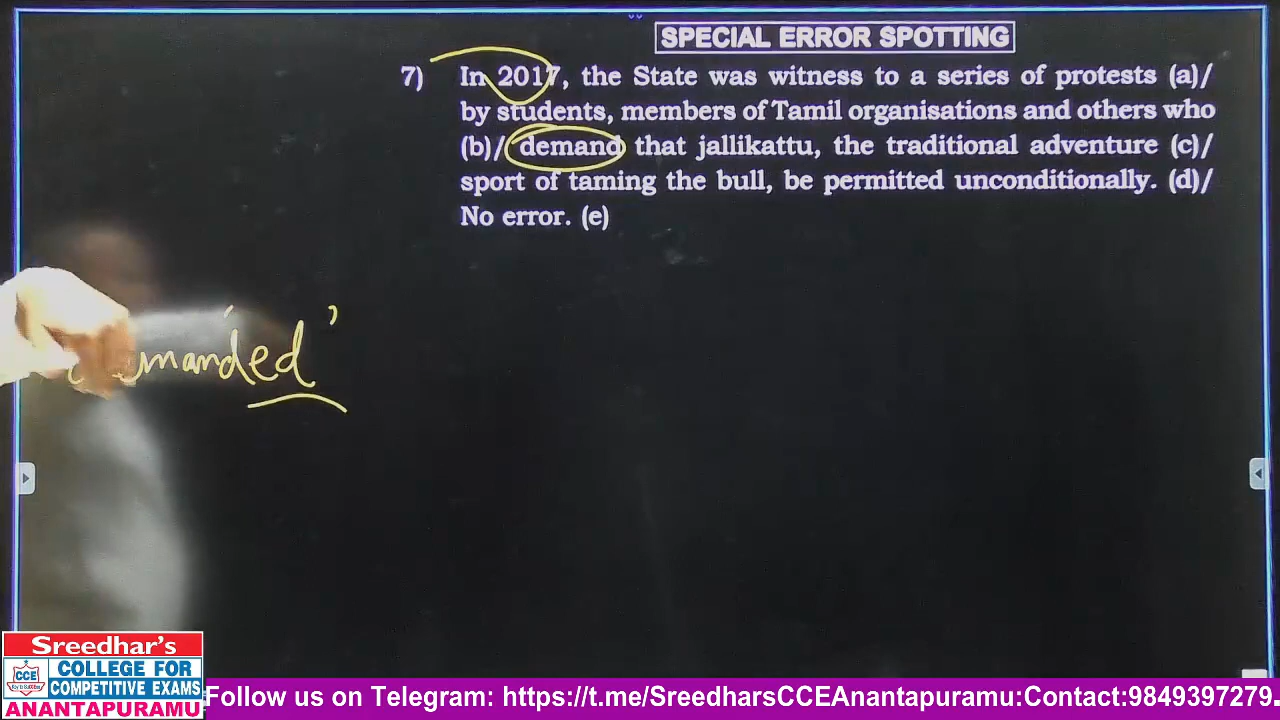 SPECIAL ERROR SPOTTING
7) In 2017, the State was witness to a series of protests (a)/
by students, members of Tamil organisations and others who
(b)/ demand that jallikattu, the traditional adventure (c)/
sport of taming the bull, be permitted unconditionally. (d)/
No error. (e)
Sreedhar's
CCE
COLLEGE FOR
COMPETITIVE EXAMS
ANANTAPURAMU
Follow us on Telegram: https://t.me/SreedharsCCEAnantapuramu:Contact:9849397279.